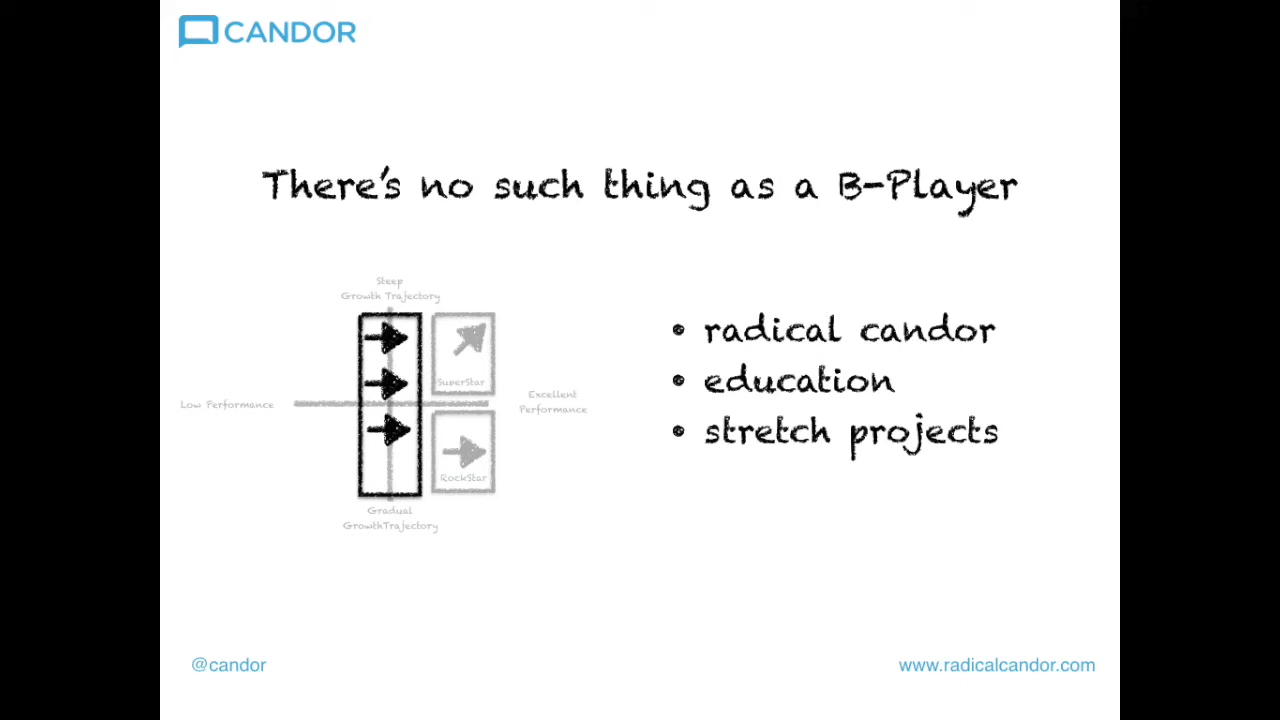 CANDOR
There's no such thing as a B-Player
Steep
Growth Trajectory
SuperStar
Low Performance
Excellent
Performance
RockStar
Gradual
GrowthTrajectory
• radical candor
• education
• stretch projects
@candor
www.radicalcandor.com